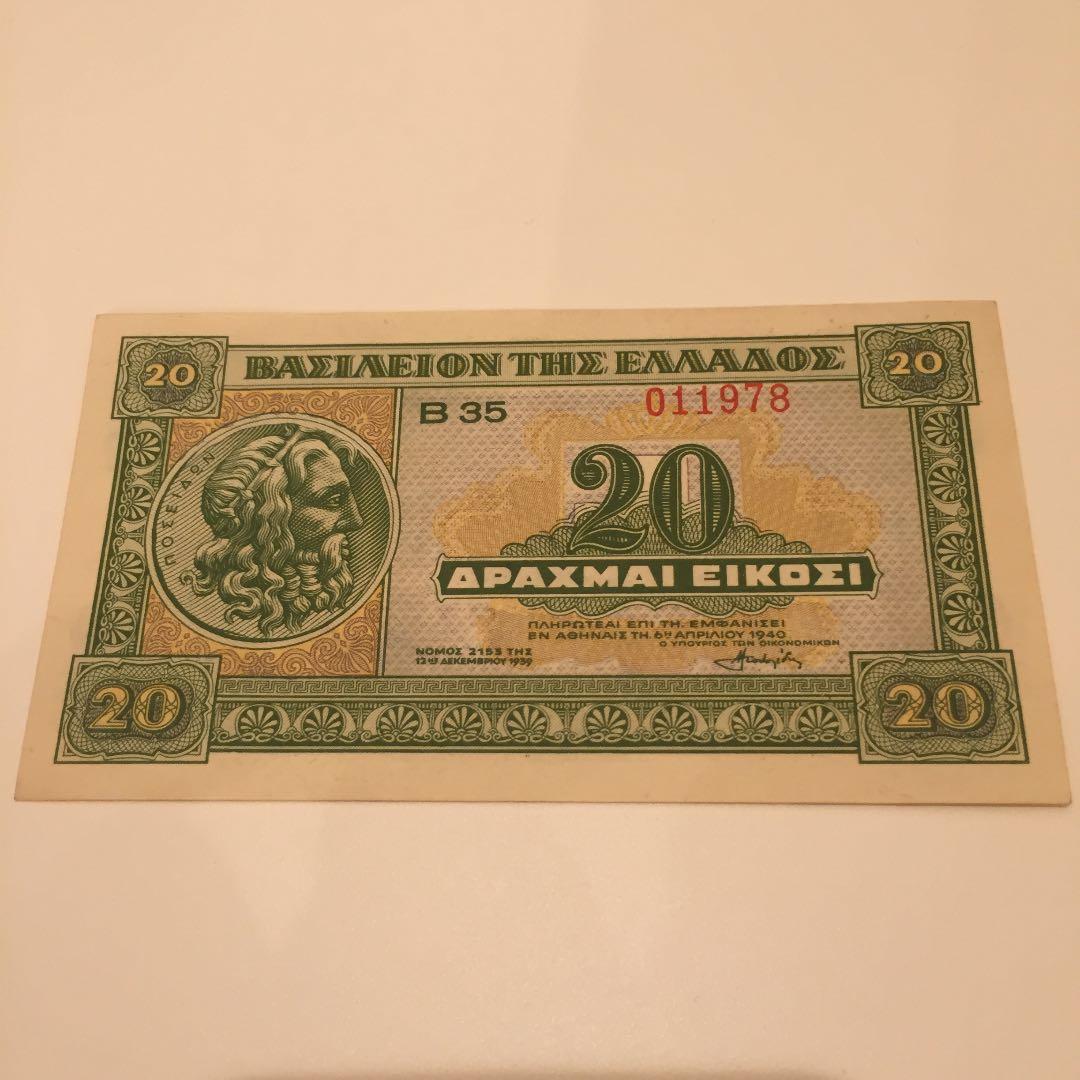 20 ΒΑΣΙΛΕΙΟΝ ΤΗΣ ΕΛΛΑΔΟΣ 20
Β 35 011978
ΠΟΣΕΙΔΩΝ
20
ΔΡΑΧΜΑΙ ΕΙΚΟΣΙ
ΠΛΗΡΩΤΕΑΙ ΕΠΙ ΤΗ. ΕΜΦΑΝΙΣΕΙ
ΕΝ ΑΘΗΝΑΙΣ ΤΗ. 6ῃ ΑΠΡΙΛΙΟΥ 1940
Ο ΥΠΟΥΡΓΟΣ ΤΩΝ ΟΙΚΟΝΟΜΙΚΩΝ
ΝΟΜΟΣ 2153 ΤΗΣ
12ης ΔΕΚΕΜΒΡΙΟΥ 1939
20 20